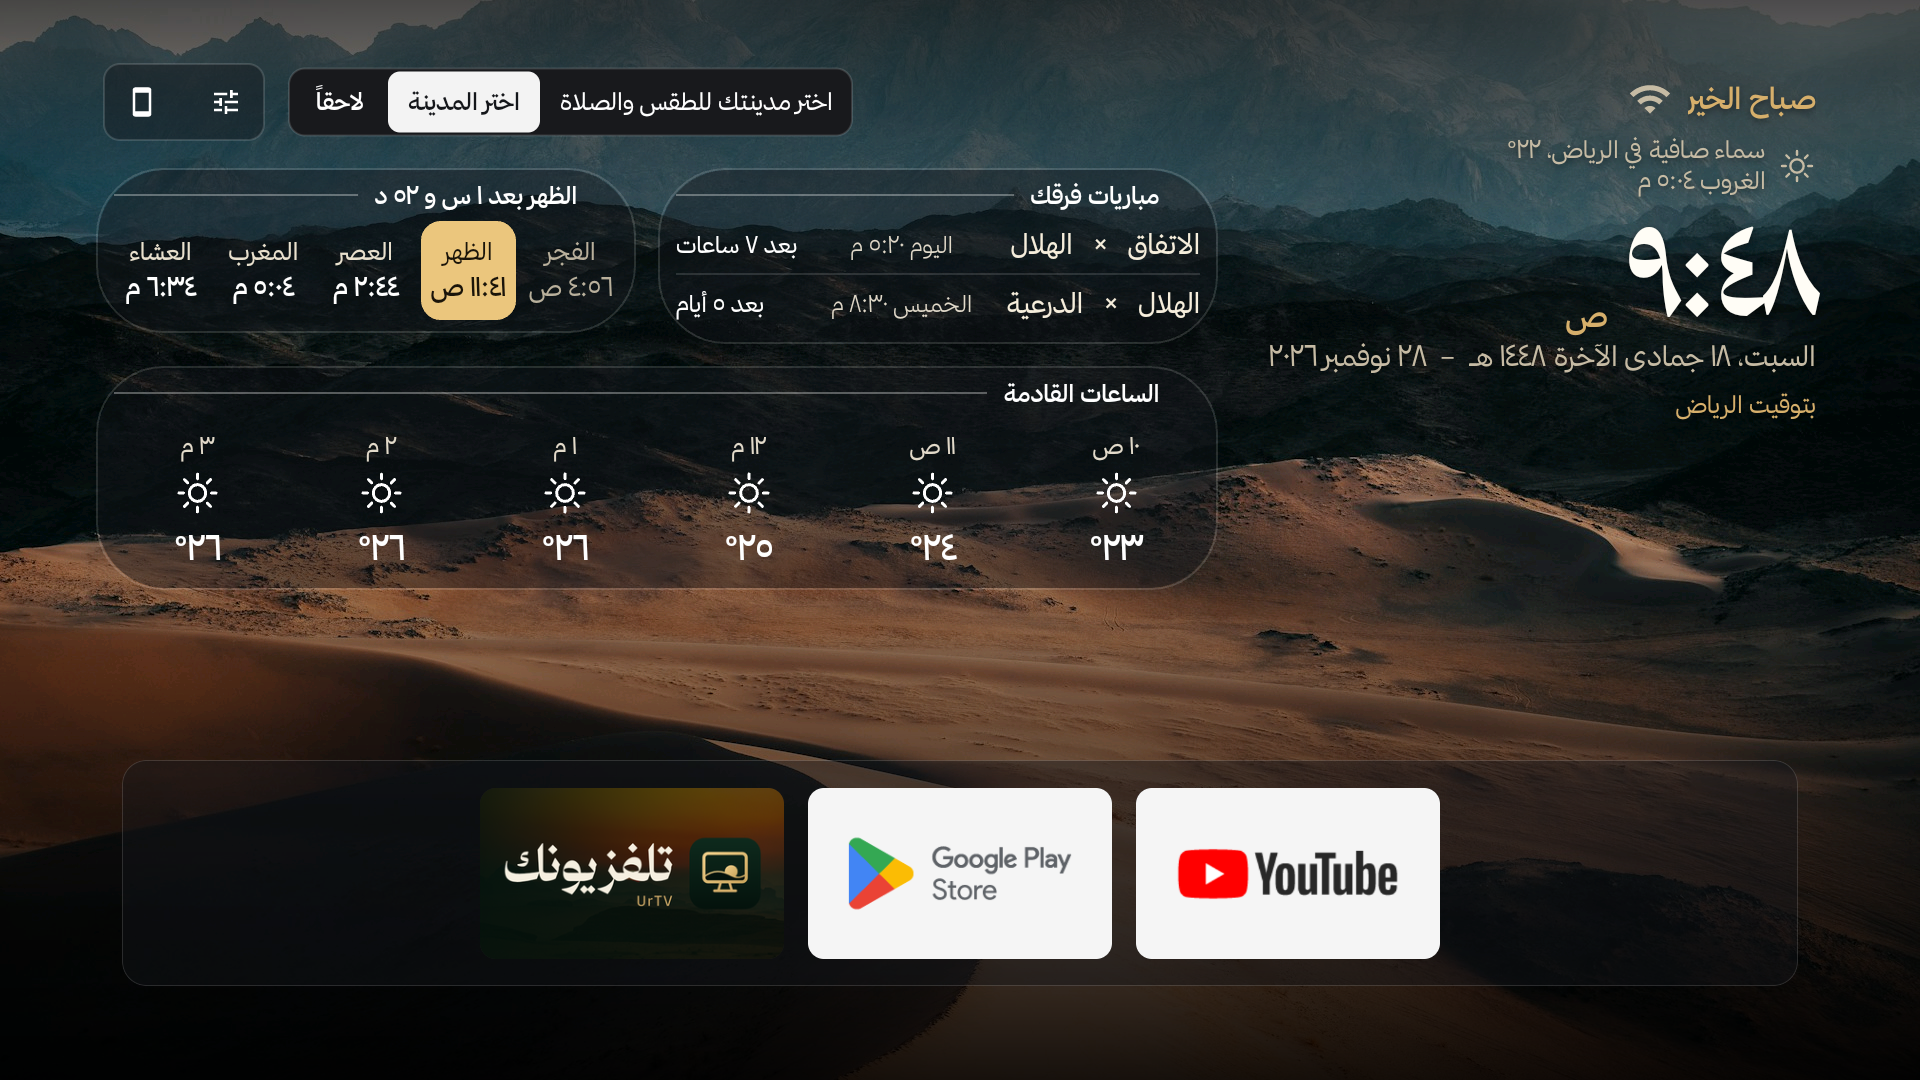 صباح الخير
سماء صافية في الرياض، ٢٢°
الغروب ٥:٠٤ م
٩:٤٨ ص
السبت، ١٨ جمادى الآخرة ١٤٤٨ هـ – ٢٨ نوفمبر ٢٠٢٦
بتوقيت الرياض
اختر مدينتك للطقس والصلاة اختر المدينة لاحقاً
مباريات فرقك
الاتفاق × الهلال اليوم ٥:٢٠ م بعد ٧ ساعات
الهلال × الدرعية الخميس ٨:٣٠ م بعد ٥ أيام
الظهر بعد ١ س و ٥٢ د
الفجر الظهر العصر المغرب العشاء
٤:٥٦ ص ١١:٤١ ص ٢:٤٤ م ٥:٠٤ م ٦:٣٤ م
الساعات القادمة
١٠ ص ١١ ص ١٢ م ١ م ٢ م ٣ م
٢٣° ٢٤° ٢٥° ٢٦° ٢٦° ٢٦°
YouTube
Google Play
Store
تلفزيونك
UrTV